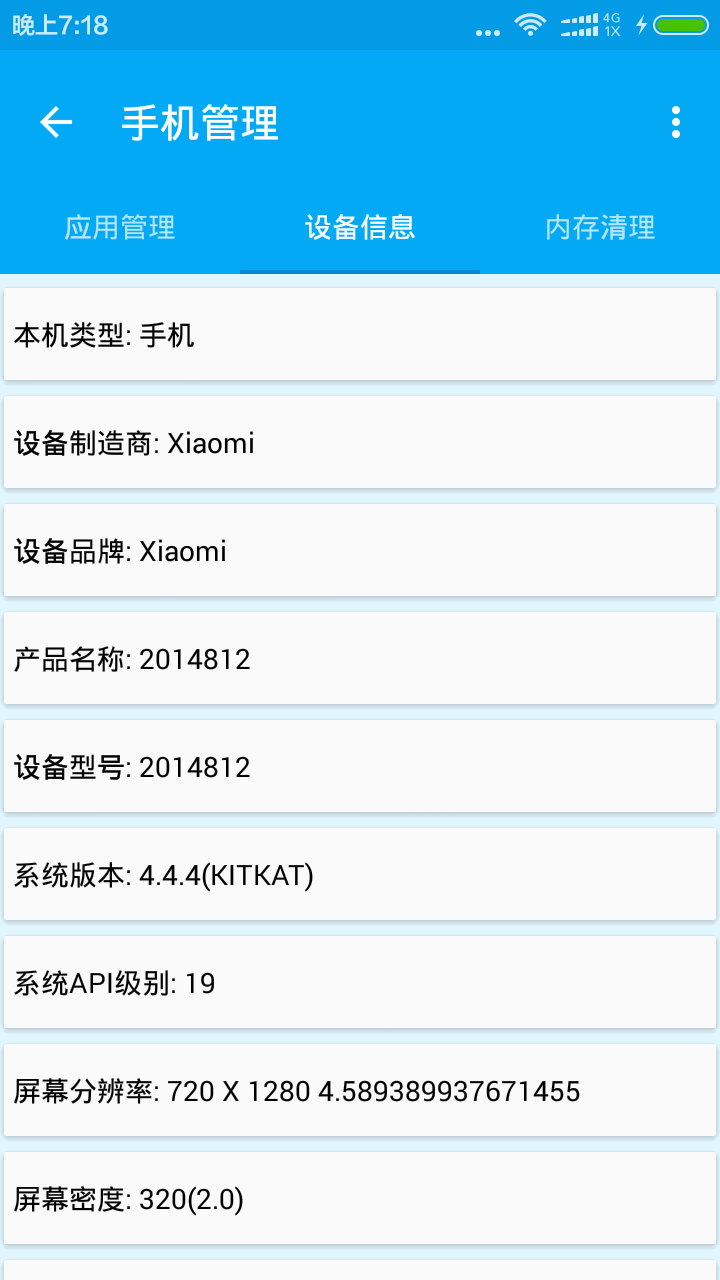 晚上7:18
4G
1X
手机管理
应用管理 设备信息 内存清理
本机类型: 手机
设备制造商: Xiaomi
设备品牌: Xiaomi
产品名称: 2014812
设备型号: 2014812
系统版本: 4.4.4(KITKAT)
系统API级别: 19
屏幕分辨率: 720 X 1280 4.589389937671455
屏幕密度: 320(2.0)